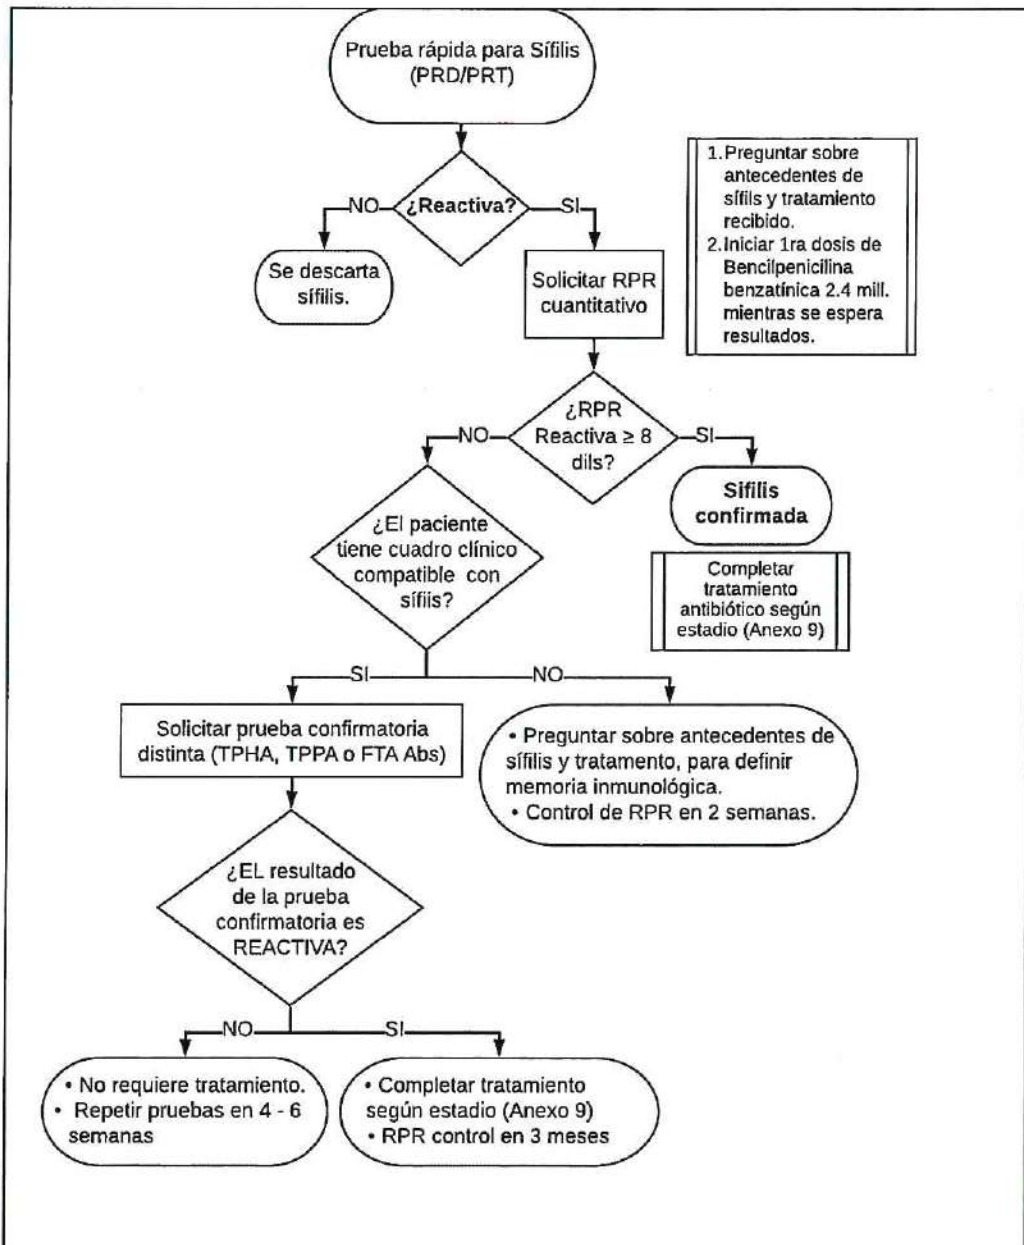 Prueba rápida para Sífilis
(PRD/PRT)
¿Reactiva?
NO
SI
1.Preguntar sobre
antecedentes de
sífils y tratamiento
recibido.
2.Iniciar 1ra dosis de
Bencilpenicilina
benzatínica 2.4 mill.
mientras se espera
resultados.
Se descarta
sífilis.
Solicitar RPR
cuantitativo
¿RPR
Reactiva ≥ 8
dils?
NO
SI
Sífilis
confirmada
Completar
tratamiento
antibiótico según
estadio (Anexo 9)
¿El paciente
tiene cuadro clínico
compatible con
sífiis?
SI
NO
Solicitar prueba confirmatoria
distinta (TPHA, TPPA o FTA Abs)
• Preguntar sobre antecedentes de
sífilis y tratamento, para definir
memoria inmunológica.
• Control de RPR en 2 semanas.
¿EL resultado
de la prueba
confirmatoria es
REACTIVA?
NO
SI
• No requiere tratamiento.
• Repetir pruebas en 4 - 6
semanas
• Completar tratamiento
según estadio (Anexo 9)
• RPR control en 3 meses